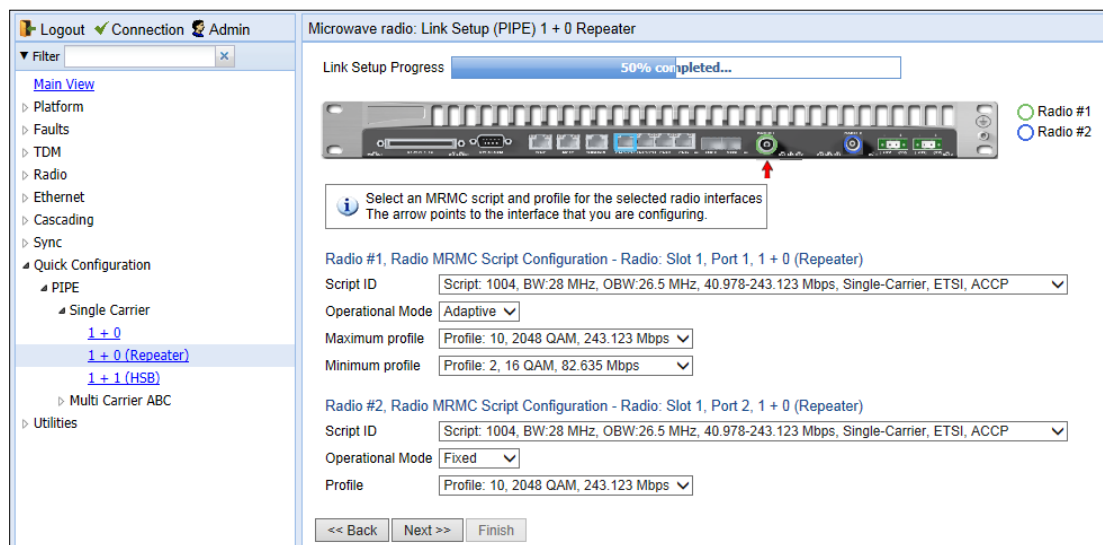 Logout Connection Admin
Microwave radio: Link Setup (PIPE) 1 + 0 Repeater
Filter
Main View
Platform
Faults
TDM
Radio
Ethernet
Cascading
Sync
Quick Configuration
PIPE
Single Carrier
1 + 0
1 + 0 (Repeater)
1 + 1 (HSB)
Multi Carrier ABC
Utilities
Link Setup Progress 50% completed...
Radio #1
Radio #2
Select an MRMC script and profile for the selected radio interfaces
The arrow points to the interface that you are configuring.
Radio #1, Radio MRMC Script Configuration - Radio: Slot 1, Port 1, 1 + 0 (Repeater)
Script ID Script: 1004, BW:28 MHz, OBW:26.5 MHz, 40.978-243.123 Mbps, Single-Carrier, ETSI, ACCP
Operational Mode Adaptive
Maximum profile Profile: 10, 2048 QAM, 243.123 Mbps
Minimum profile Profile: 2, 16 QAM, 82.635 Mbps
Radio #2, Radio MRMC Script Configuration - Radio: Slot 1, Port 2, 1 + 0 (Repeater)
Script ID Script: 1004, BW:28 MHz, OBW:26.5 MHz, 40.978-243.123 Mbps, Single-Carrier, ETSI, ACCP
Operational Mode Fixed
Profile Profile: 10, 2048 QAM, 243.123 Mbps
<< Back Next >> Finish